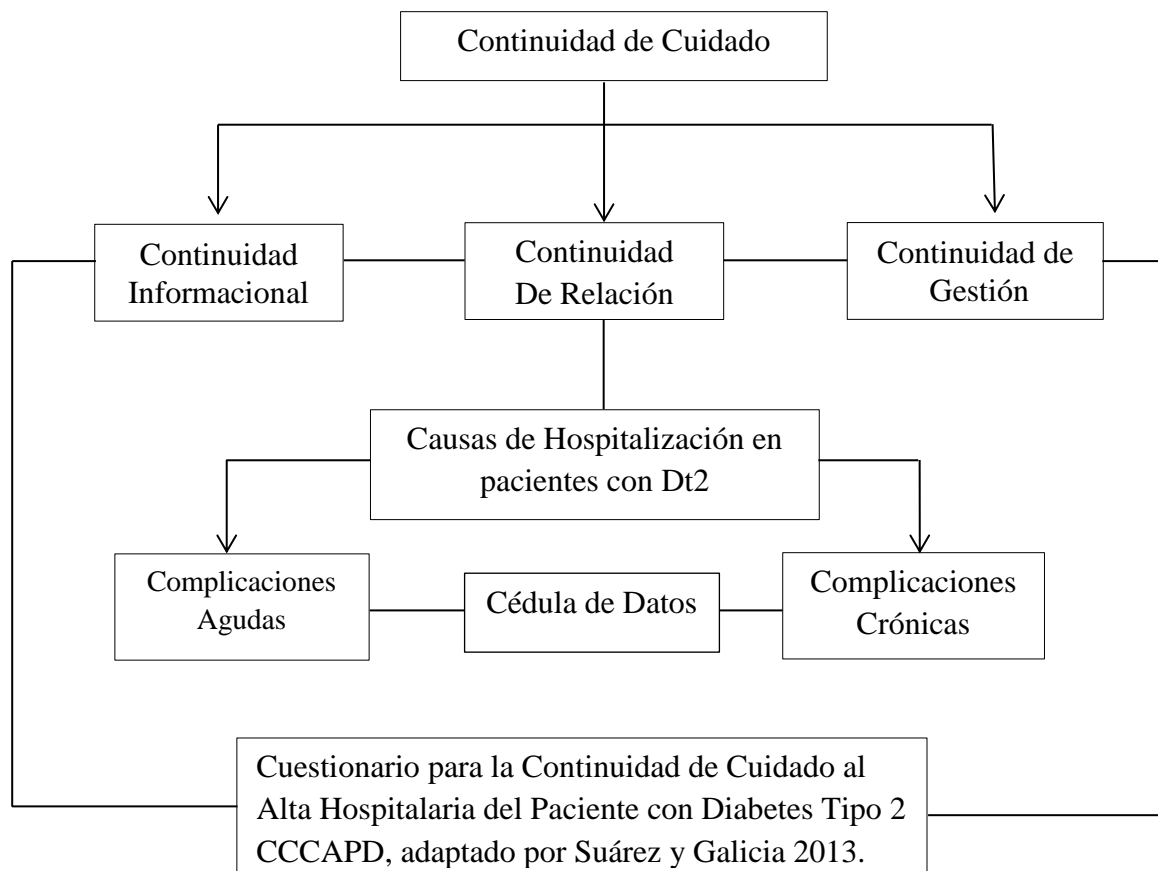 Continuidad de Cuidado
Continuidad
Informacional
Continuidad
De Relación
Continuidad de
Gestión
Causas de Hospitalización en
pacientes con Dt2
Complicaciones
Agudas
Cédula de Datos
Complicaciones
Crónicas
Cuestionario para la Continuidad de Cuidado al
Alta Hospitalaria del Paciente con Diabetes Tipo 2
CCCAPD, adaptado por Suárez y Galicia 2013.